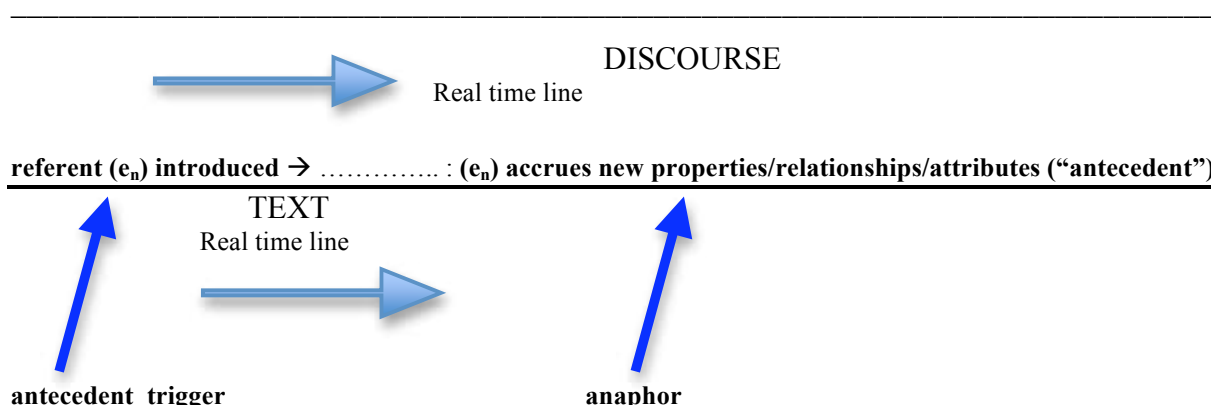 DISCOURSE
Real time line
referent (eₙ) introduced → ………….. : (eₙ) accrues new properties/relationships/attributes (“antecedent”)
TEXT
Real time line
antecedent trigger anaphor